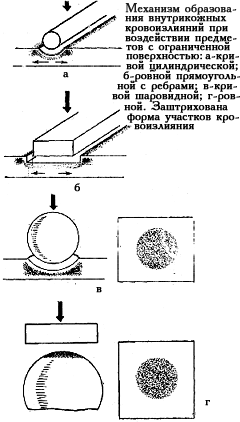 Механизм образова-
ния внутрикожных
кровоизлияний при
воздействии предме-
тов с ограниченной
поверхностью: а-кри-
вой цилиндрической;
б-ровной прямоуголь-
ной с ребрами; в-кри-
вой шаровидной; г-ров-
ной. Заштрихована
форма участков кро-
воизлияния
а
б
в
г